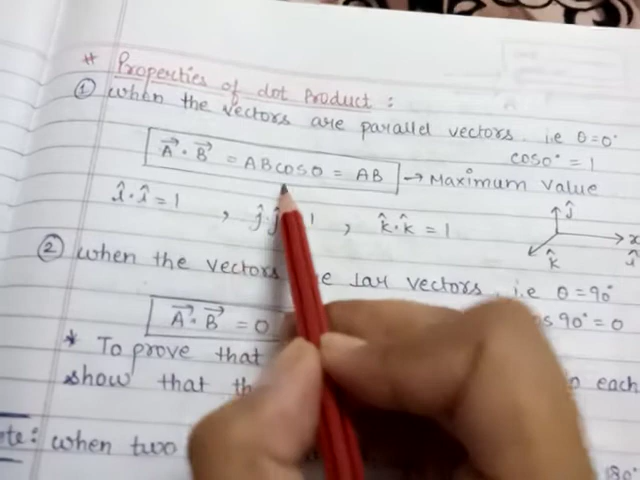 * Properties of dot Product :
① when the vectors are parallel vectors. i.e θ=0°
cos0° = 1
A⃗ · B⃗ = ABcosθ = AB → Maximum value
î·î = 1 , ĵ·ĵ 1 , k̂·k̂ = 1
ĵ
x
î
k̂
② when the vectors e lar vectors. i.e θ=90°
A⃗ · B⃗ = 0 s 90° = 0
* To prove that
show that th each
te: when two
180°